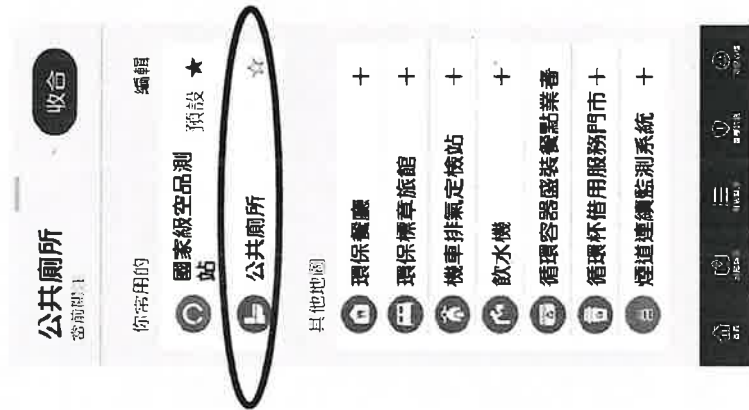 公共廁所
收合
你常用的
編輯
國家級空品測站
預設 ★
公共廁所
其他地圖
環保餐廳 +
環保標章旅館 +
機車排氣定檢站 +
飲水機 +
循環容器盛裝餐點業者
循環杯借用服務門市 +
煙道連續監測系統 +
首頁